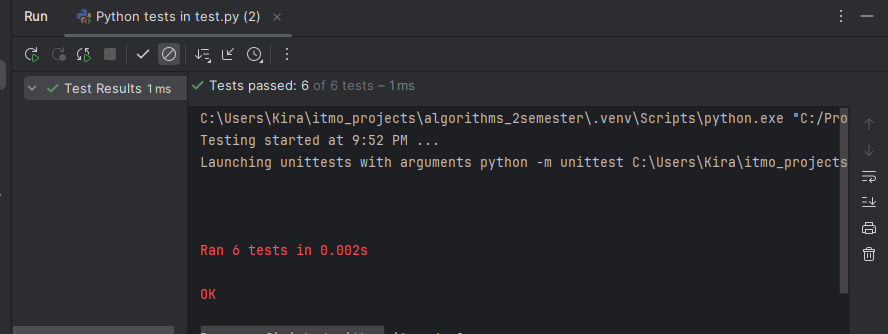 Run
Python tests in test.py (2)
Test Results 1 ms
Tests passed: 6 of 6 tests – 1 ms
C:\Users\Kira\itmo_projects\algorithms_2semester\.venv\Scripts\python.exe "C:/Pro
Testing started at 9:52 PM ...
Launching unittests with arguments python -m unittest C:\Users\Kira\itmo_projects
Ran 6 tests in 0.002s
OK